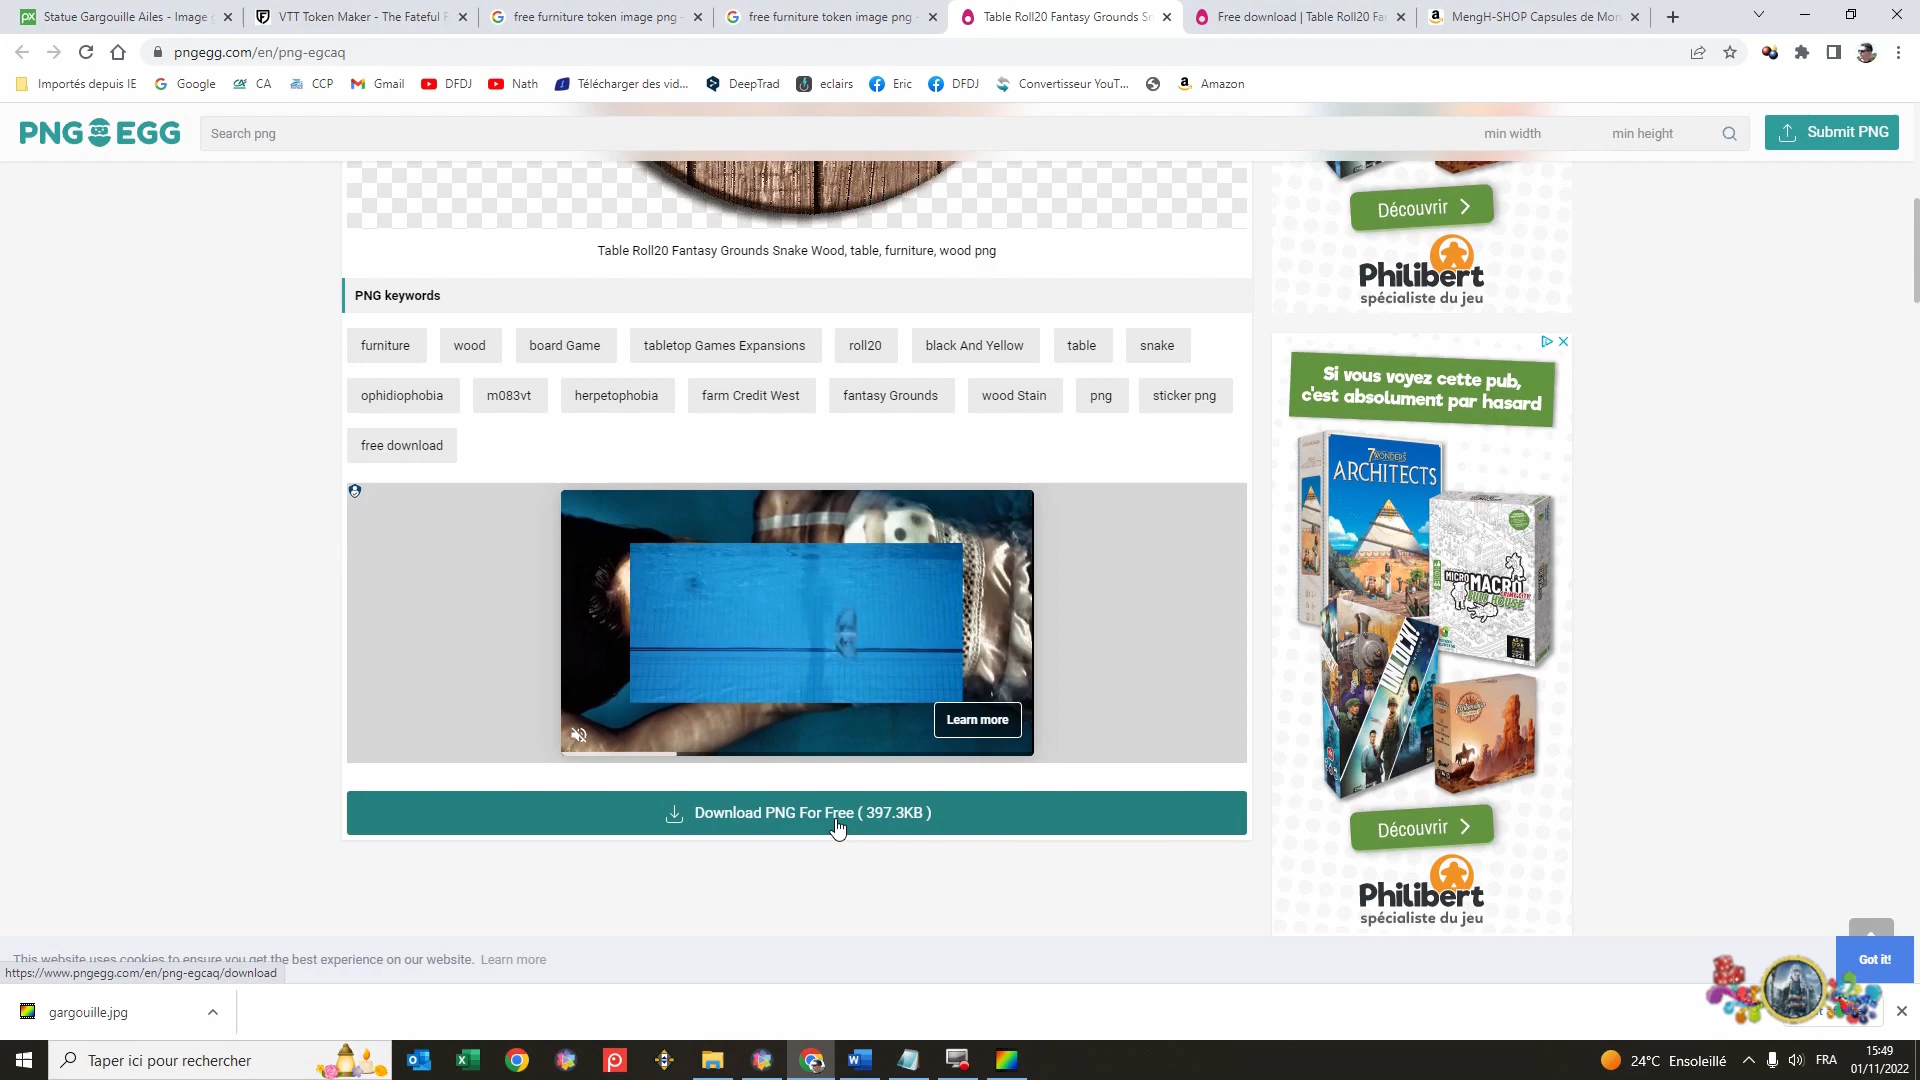 Statue Gargouille Ailes - Image
VTT Token Maker - The Fateful F
free furniture token image png -
free furniture token image png -
Table Roll20 Fantasy Grounds Sn
Free download | Table Roll20 Fan
MengH-SHOP Capsules de Mon
pngegg.com/en/png-egcaq
Importés depuis IE
Google
CA
CCP
Gmail
DFDJ
Nath
Télécharger des vid...
DeepTrad
eclairs
Eric
DFDJ
Convertisseur YouT...
Amazon
PNG EGG
Search png
min width
min height
Submit PNG
Table Roll20 Fantasy Grounds Snake Wood, table, furniture, wood png
PNG keywords
furniture wood board Game tabletop Games Expansions roll20 black And Yellow table snake
ophidiophobia m083vt herpetophobia farm Credit West fantasy Grounds wood Stain png sticker png
free download
Learn more
Download PNG For Free ( 397.3KB )
Découvrir
Philibert
spécialiste du jeu
Si vous voyez cette pub,
c'est absolument par hasard
7 WONDERS
ARCHITECTS
MICRO MACRO
CRIME CITY
FULL HOUSE
UNLOCK!
Découvrir
Philibert
spécialiste du jeu
This website uses cookies to ensure you get the best experience on our website. Learn more
Got it!
https://www.pngegg.com/en/png-egcaq/download
gargouille.jpg
Taper ici pour rechercher
24°C Ensoleillé
FRA
15:49
01/11/2022